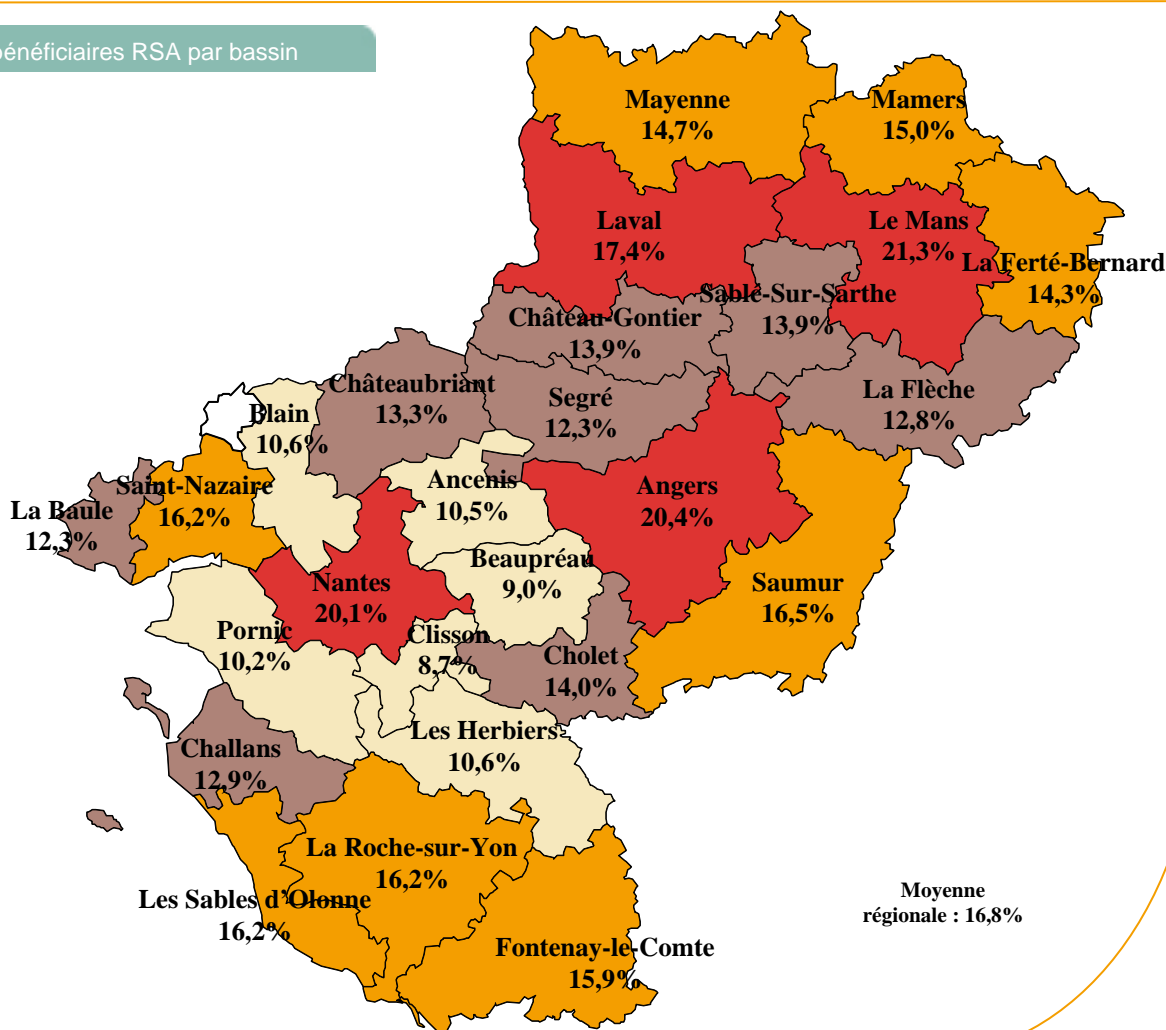 bénéficiaires RSA par bassin
Mayenne
14,7%
Mamers
15,0%
Laval
17,4%
Le Mans
21,3%
La Ferté-Bernard
14,3%
Sablé-Sur-Sarthe
13,9%
Château-Gontier
13,9%
Châteaubriant
13,3%
Segré
12,3%
La Flèche
12,8%
Blain
10,6%
Ancenis
10,5%
Angers
20,4%
Saint-Nazaire
16,2%
La Baule
12,3%
Beaupréau
9,0%
Nantes
20,1%
Saumur
16,5%
Pornic
10,2%
Clisson
8,7%
Cholet
14,0%
Les Herbiers
10,6%
Challans
12,9%
La Roche-sur-Yon
16,2%
Les Sables d’Olonne
16,2%
Fontenay-le-Comte
15,9%
Moyenne
régionale : 16,8%